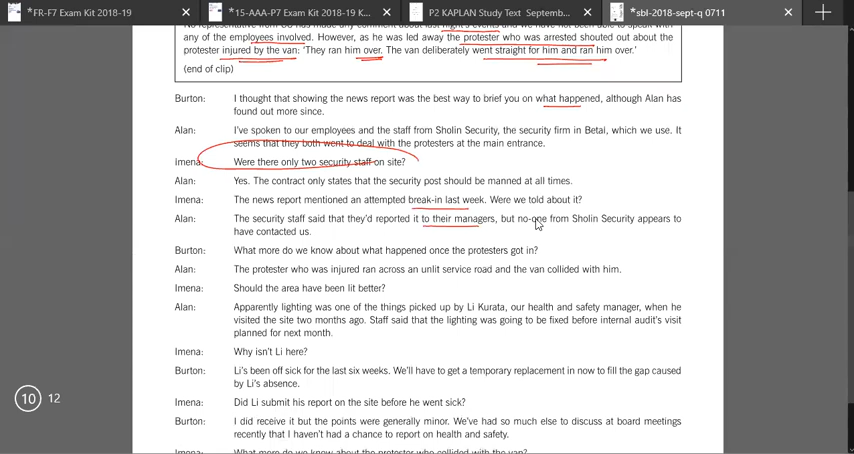 *FR-F7 Exam Kit 2018-19
*15-AAA-P7 Exam Kit 2018-19 K...
P2 KAPLAN Study Text Septemb...
*sbl-2018-sept-q 0711
any of the employees involved. However, as he was led away the protester who was arrested shouted out about the
protester injured by the van: 'They ran him over. The van deliberately went straight for him and ran him over.'
(end of clip)
Burton: I thought that showing the news report was the best way to brief you on what happened, although Alan has
found out more since.
Alan: I've spoken to our employees and the staff from Sholin Security, the security firm in Betal, which we use. It
seems that they both went to deal with the protesters at the main entrance.
Imena: Were there only two security staff on site?
Alan: Yes. The contract only states that the security post should be manned at all times.
Imena: The news report mentioned an attempted break-in last week. Were we told about it?
Alan: The security staff said that they'd reported it to their managers, but no-one from Sholin Security appears to
have contacted us.
Burton: What more do we know about what happened once the protesters got in?
Alan: The protester who was injured ran across an unlit service road and the van collided with him.
Imena: Should the area have been lit better?
Alan: Apparently lighting was one of the things picked up by Li Kurata, our health and safety manager, when he
visited the site two months ago. Staff said that the lighting was going to be fixed before internal audit's visit
planned for next month.
Imena: Why isn't Li here?
Burton: Li's been off sick for the last six weeks. We'll have to get a temporary replacement in now to fill the gap caused
by Li's absence.
10 12
Imena: Did Li submit his report on the site before he went sick?
Burton: I did receive it but the points were generally minor. We've had so much else to discuss at board meetings
recently that I haven't had a chance to report on health and safety.